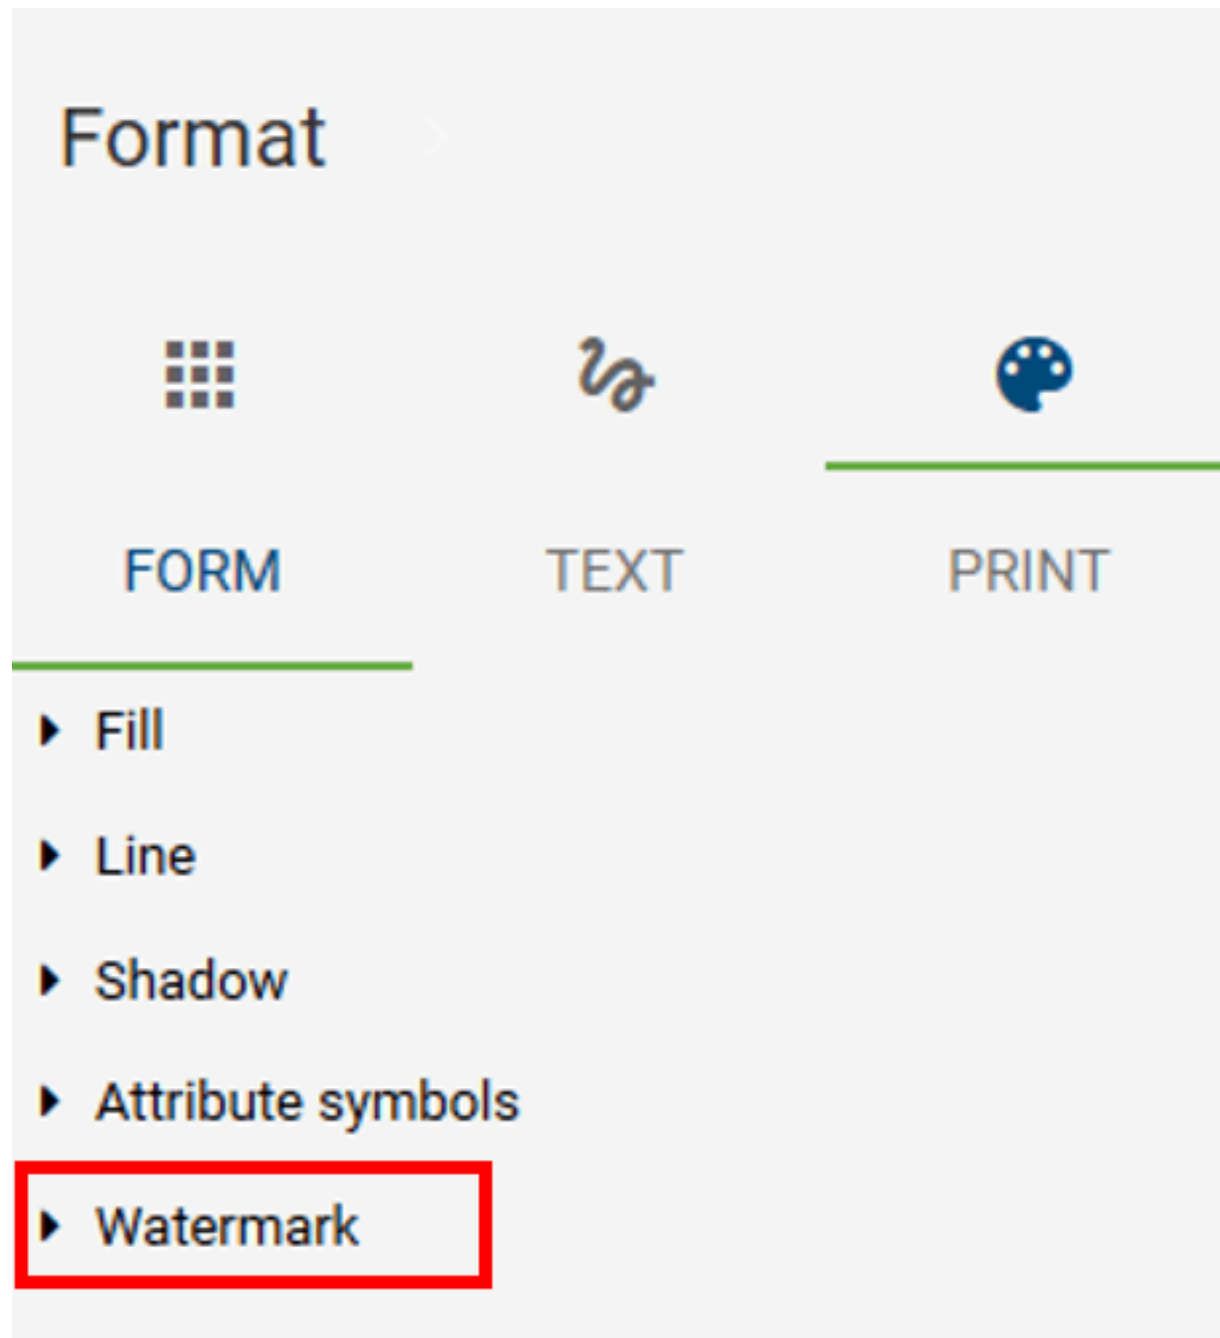 Format
FORM TEXT PRINT
Fill
Line
Shadow
Attribute symbols
Watermark